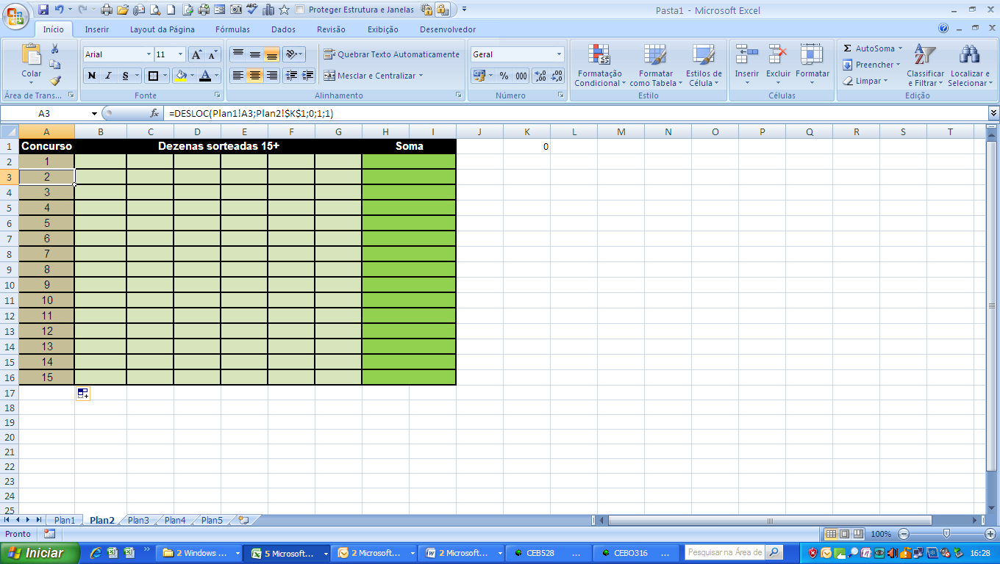 Proteger Estrutura e Janelas
Pasta1 - Microsoft Excel
Início Inserir Layout da Página Fórmulas Dados Revisão Exibição Desenvolvedor
Colar
Área de Trans...
Arial 11
N I S
Fonte
Quebrar Texto Automaticamente
Mesclar e Centralizar
Alinhamento
Geral
% 000
Número
Formatação Condicional
Formatar como Tabela
Estilos de Célula
Estilo
Inserir Excluir Formatar
Células
Σ AutoSoma
Preencher
Limpar
Classificar e Filtrar
Localizar e Selecionar
Edição
A3 fx =DESLOC(Plan1!A3;Plan2!$K$1;0;1;1)
A B C D E F G H I J K L M N O P Q R S T
1 Concurso Dezenas sorteadas 15+ Soma 0
2 1
3 2
4 3
5 4
6 5
7 6
8 7
9 8
10 9
11 10
12 11
13 12
14 13
15 14
16 15
17
18
19
20
21
22
23
24
25
Plan1 Plan2 Plan3 Plan4 Plan5
Pronto 100%
Iniciar 2 Windows ... 5 Microsoft... 2 Microsoft... 2 Microsoft... CEB528 ... CEBO316 ... Pesquisar na Área de 16:28